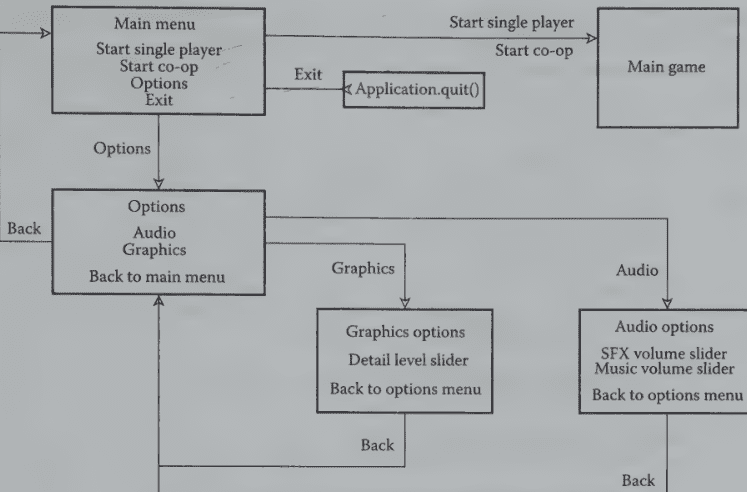 Main menu
Start single player
Start co-op
Options
Exit
Start single player
Start co-op
Main game
Exit
Application.quit()
Options
Options
Audio
Graphics
Back to main menu
Back
Graphics
Audio
Graphics options
Detail level slider
Back to options menu
Audio options
SFX volume slider
Music volume slider
Back to options menu
Back
Back